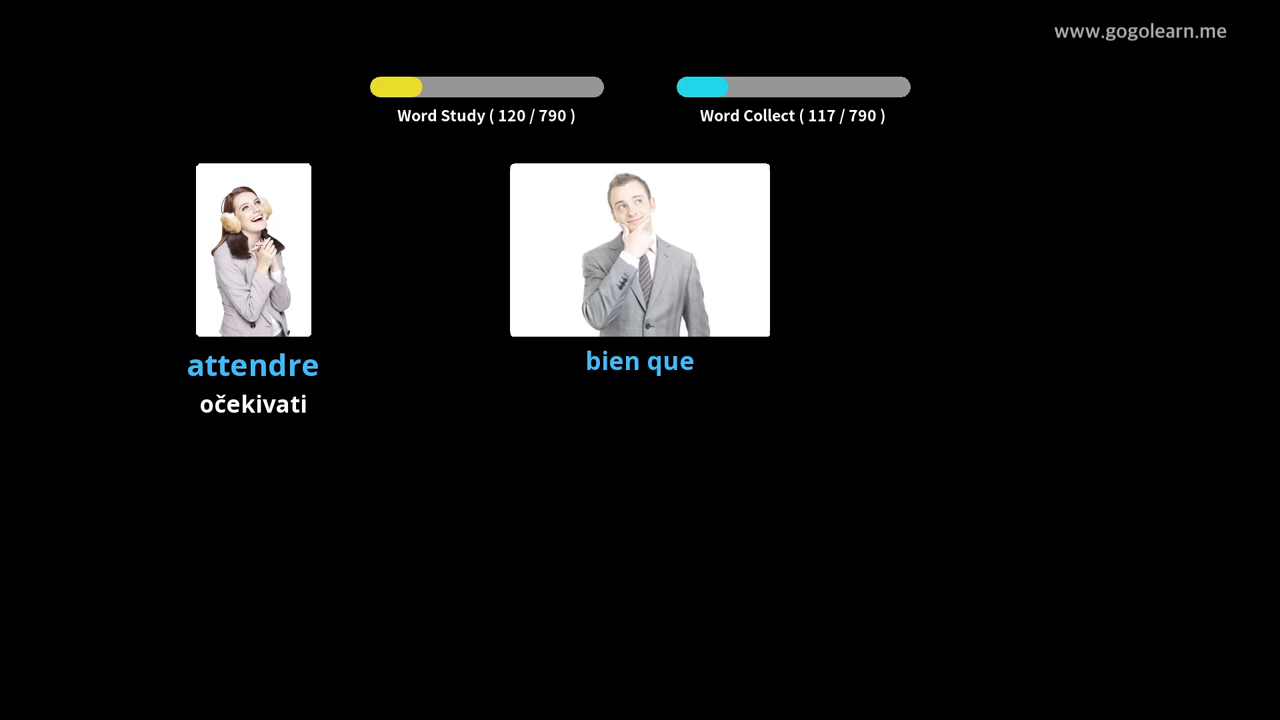 www.gogolearn.me
Word Study ( 120 / 790 )
Word Collect ( 117 / 790 )
attendre
očekivati
bien que